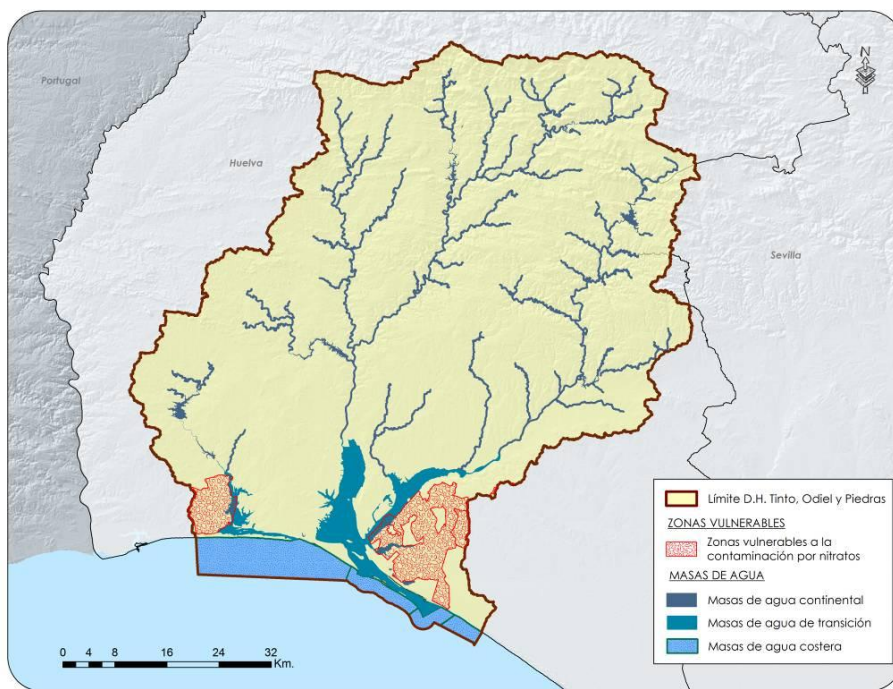 Portugal
N
Huelva
Sevilla
Límite D.H. Tinto, Odiel y Piedras
ZONAS VULNERABLES
Zonas vulnerables a la
contaminación por nitratos
MASAS DE AGUA
Masas de agua continental
Masas de agua de transición
Masas de agua costera
0 4 8 16 24 32
Km.